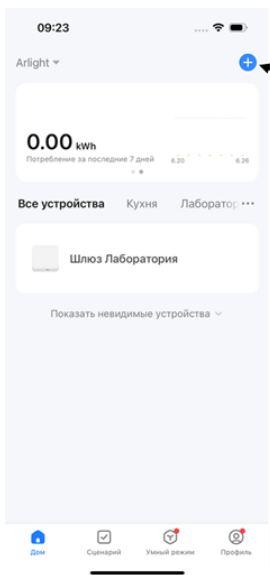 09:23
Arlight
0.00 kWh
Потребление за последние 7 дней
6.20 6.26
Все устройства Кухня Лаборатор
Шлюз Лаборатория
Показать невидимые устройства
Дом Сценарий Умный режим Профиль